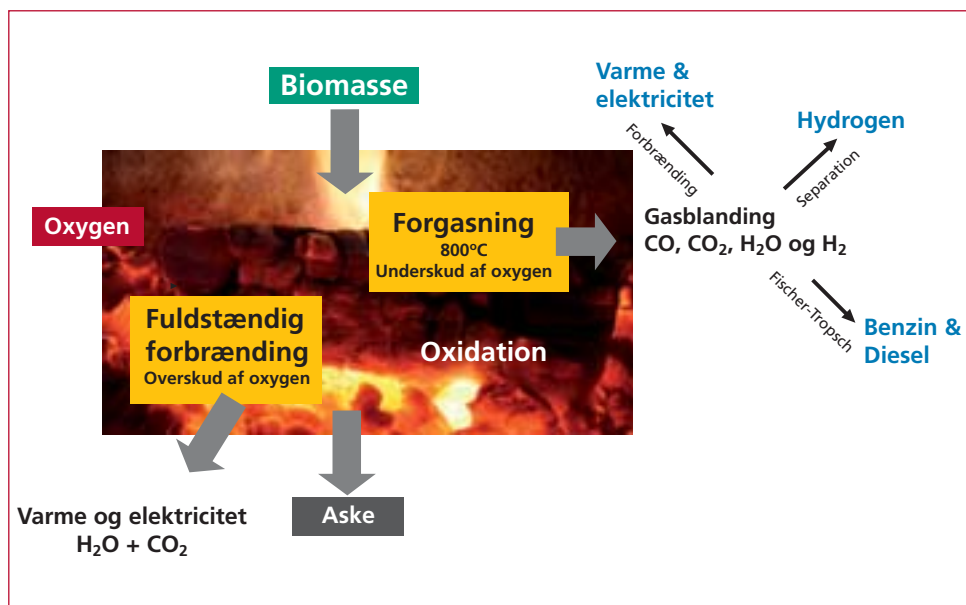 Biomasse
Varme &
elektricitet
Forbrænding
Hydrogen
Separation
Oxygen
Forgasning
800ºC
Underskud af oxygen
Gasblanding
CO, CO₂, H₂O og H₂
Fischer-Tropsch
Benzin &
Diesel
Fuldstændig
forbrænding
Overskud af oxygen
Oxidation
Varme og elektricitet
H₂O + CO₂
Aske